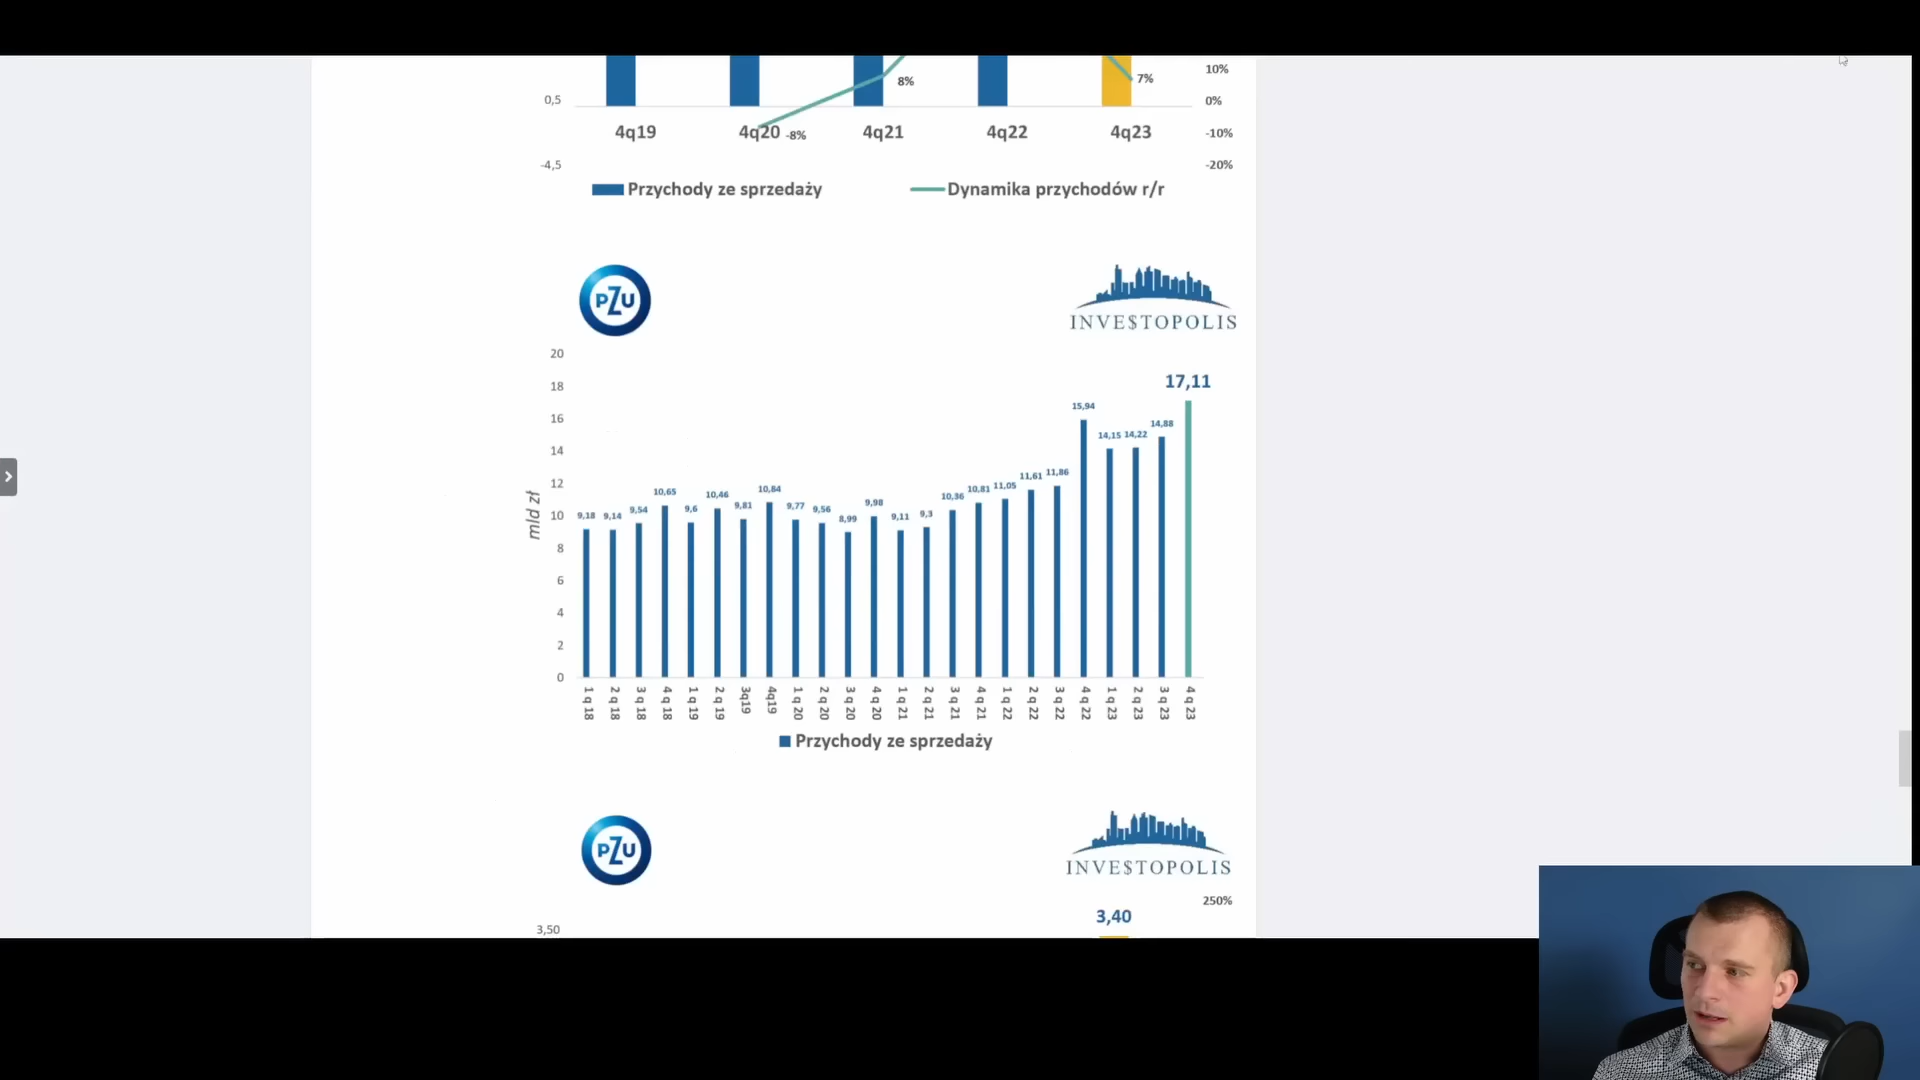 10%
8%
7%
0,5
0%
4q19 4q20 -8% 4q21 4q22 4q23
-10%
-4,5
-20%
Przychody ze sprzedaży
Dynamika przychodów r/r
PZU
INVE$TOPOLIS
20
18
16
14
12
10
8
6
4
2
0
mld zł
9,18 9,14 9,54 10,65 9,6 10,46 9,81 10,84 9,77 9,56 8,99 9,98 9,11 9,3 10,36 10,81 11,05 11,61 11,86 15,94 14,15 14,22 14,88 17,11
1 q 18 2 q 18 3 q 18 4 q 18 1 q 19 2 q 19 3q19 4q19 1 q 20 2 q 20 3 q 20 4 q 20 1 q 21 2 q 21 3 q 21 4 q 21 1 q 22 2 q 22 3 q 22 4 q 22 1 q 23 2 q 23 3 q 23 4 q 23
Przychody ze sprzedaży
PZU
INVE$TOPOLIS
250%
3,40
3,50